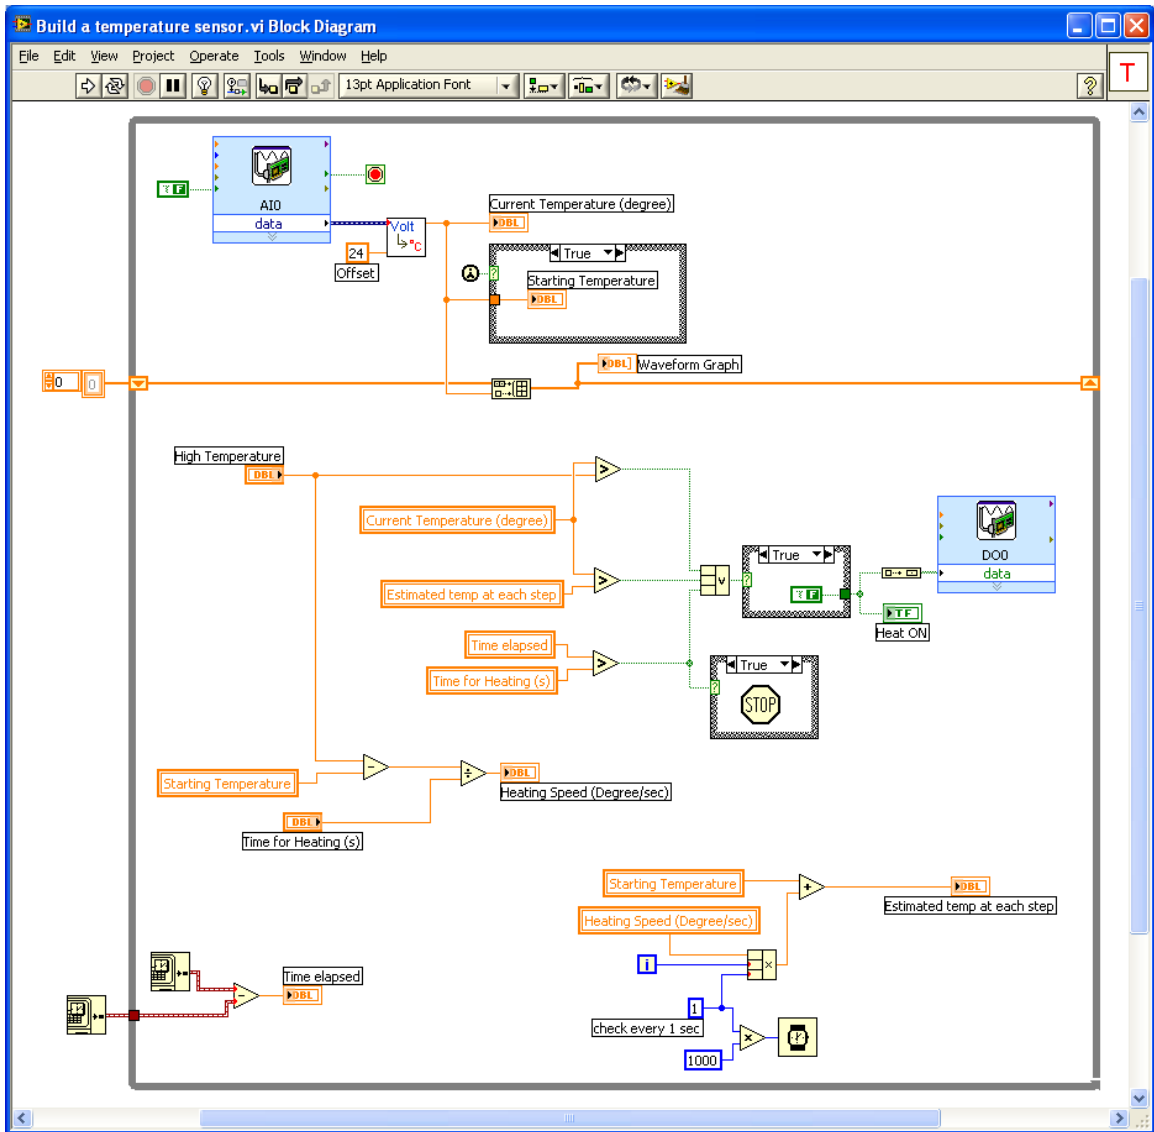 Build a temperature sensor.vi Block Diagram
File Edit View Project Operate Tools Window Help
13pt Application Font
?
T
? F
AI0
data
Volt
°C
24
Offset
Current Temperature (degree)
DBL
True
?
Starting Temperature
DBL
DBL]
Waveform Graph
0
0
High Temperature
DBL
>
Current Temperature (degree)
Estimated temp at each step
>
v
True
?
? F
DO0
data
TF
Heat ON
Time elapsed
Time for Heating (s)
>
True
?
STOP
Starting Temperature
-
÷
DBL
Heating Speed (Degree/sec)
DBL
Time for Heating (s)
Starting Temperature
+
DBL
Estimated temp at each step
Heating Speed (Degree/sec)
i
x
Time elapsed
-
DBL
1
check every 1 sec
x
1000